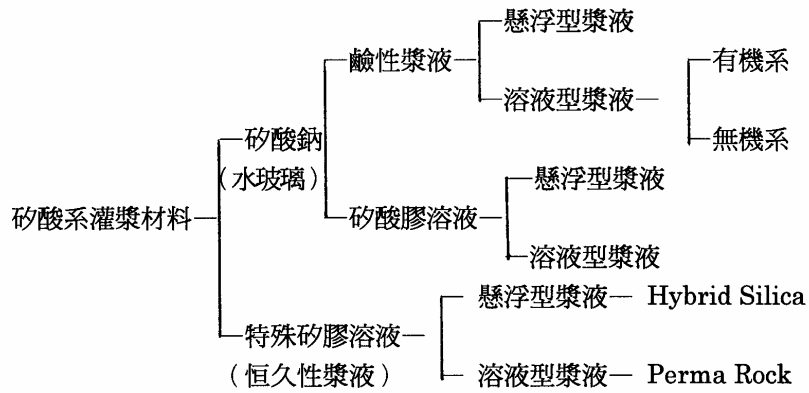 懸浮型漿液
鹼性漿液
有機系
溶液型漿液
矽酸鈉
無機系
(水玻璃)
懸浮型漿液
矽酸系灌漿材料
矽酸膠溶液
溶液型漿液
懸浮型漿液 Hybrid Silica
特殊矽膠溶液
(恒久性漿液)
溶液型漿液 Perma Rock